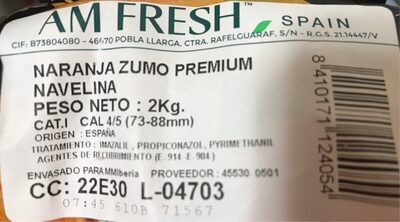 AM FRESH SPAIN
CIF: B73804080 - 46670 POBLA LLARGA. CTRA. RAFELGUARAF, S/N - R.G.S. 21.14447/V
NARANJA ZUMO PREMIUM
NAVELINA
PESO NETO : 2Kg.
CAT.I CAL 4/5 (73-88mm)
ORIGEN : ESPAÑA
TRATAMIENTO : IMAZALIL , PROPICONAZOL, PYRIMETHANIL
AGENTES DE RECUBRIMIENTO (E- 914 E- 904 )
ENVASADO PARA MMiberia PROVEEDOR : 45530 0501
CC: 22E30 L-04703
07:45 610B 71567
8410171124054